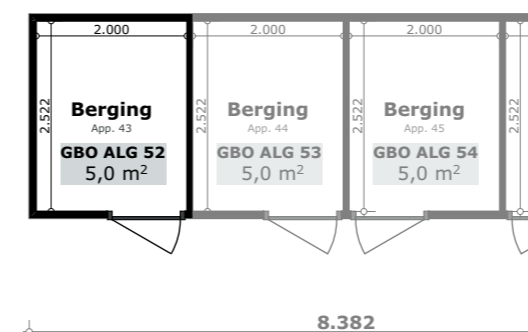 2.000 2.000 2.000
2.522 2.522 2.522 2.522
Berging Berging Berging
App. 43 App. 44 App. 45
GBO ALG 52 GBO ALG 53 GBO ALG 54
5,0 m² 5,0 m² 5,0 m²
8.382